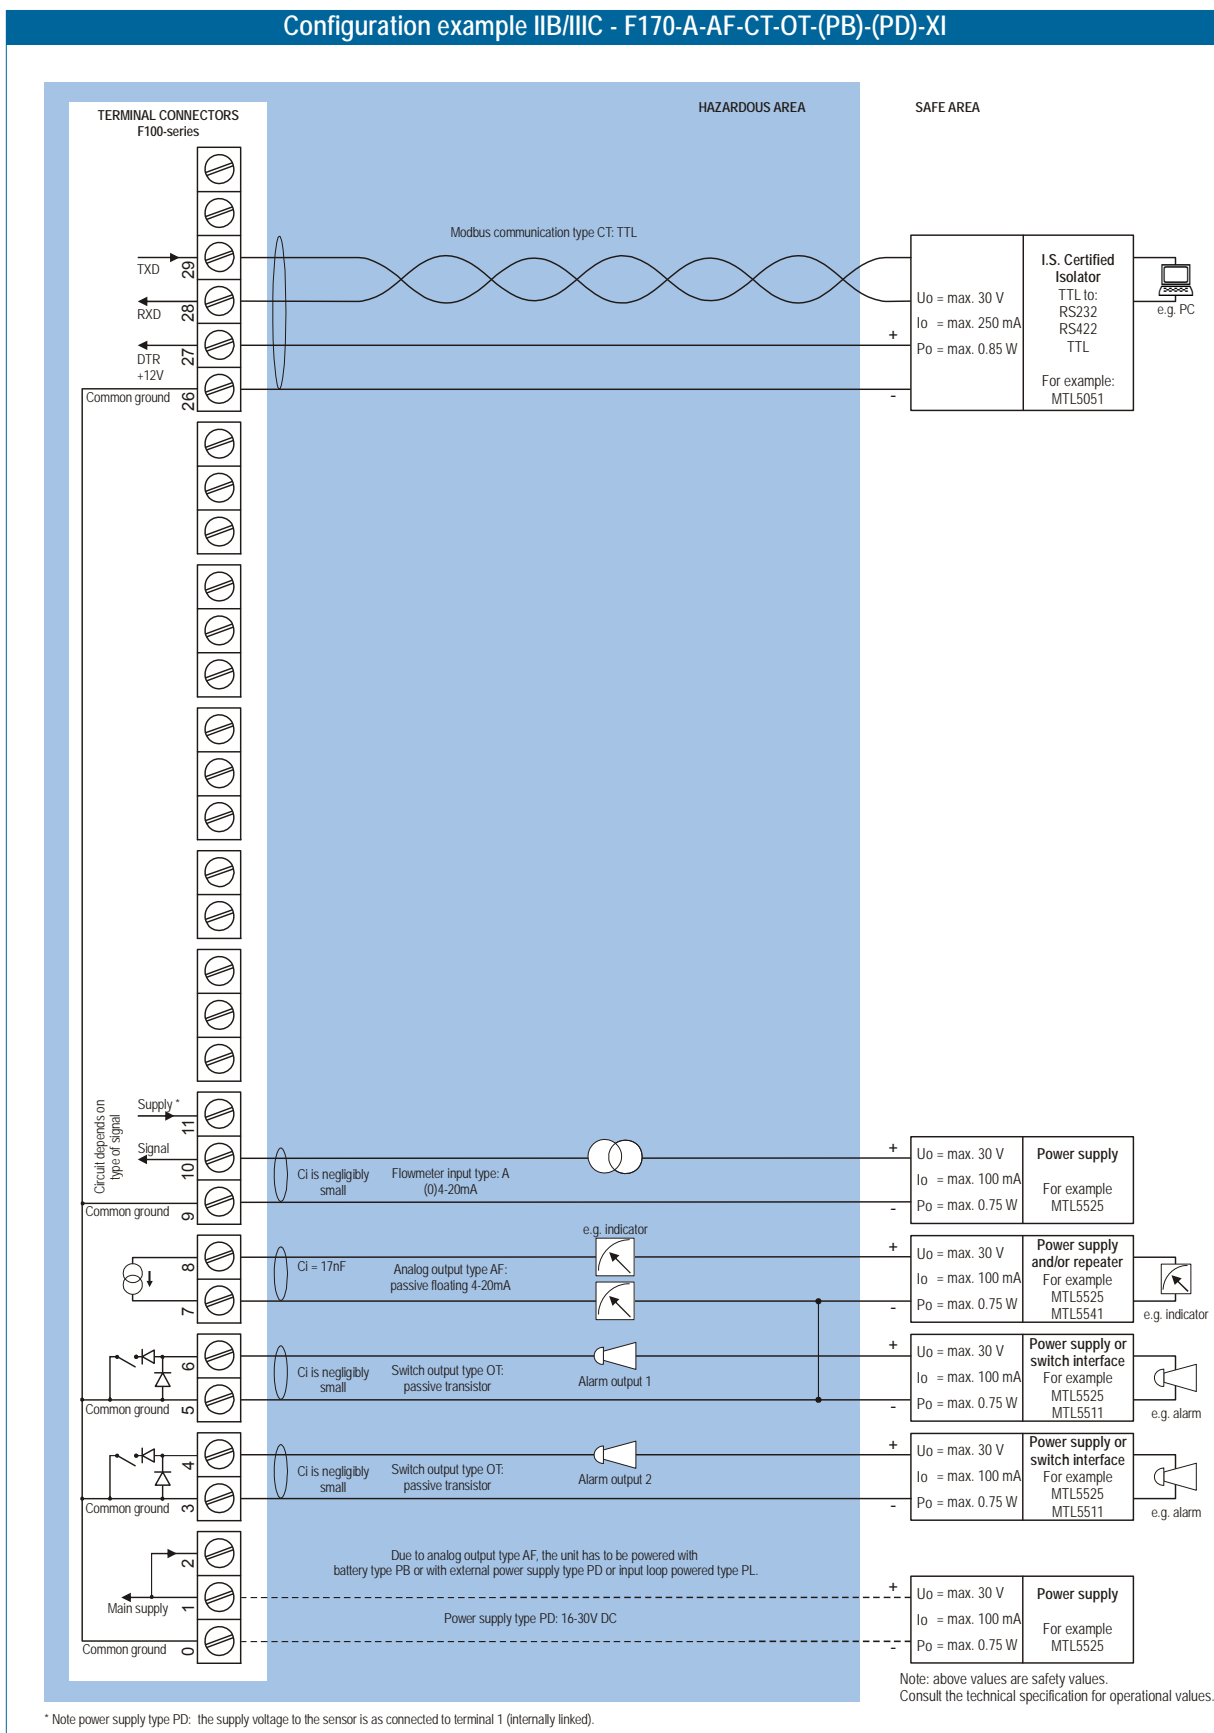 Configuration example IIB/IIIC - F170-A-AF-CT-OT-(PB)-(PD)-XI
TERMINAL CONNECTORS
F100-series
HAZARDOUS AREA
SAFE AREA
Modbus communication type CT: TTL
TXD
29
RXD
28
DTR
+12V
27
Common ground
26
+
-
Uo = max. 30 V
Io = max. 250 mA
Po = max. 0.85 W
I.S. Certified
Isolator
TTL to:
RS232
RS422
TTL
For example:
MTL5051
e.g. PC
Circuit depends on
type of signal
Supply *
11
Signal
10
Common ground
9
Ci is negligibly
small
Flowmeter input type: A
(0)4-20mA
+
-
Uo = max. 30 V
Io = max. 100 mA
Po = max. 0.75 W
Power supply
For example
MTL5525
8
7
Ci = 17nF
Analog output type AF:
passive floating 4-20mA
e.g. indicator
+
-
Uo = max. 30 V
Io = max. 100 mA
Po = max. 0.75 W
Power supply
and/or repeater
For example
MTL5525
MTL5541
e.g. indicator
6
Common ground
5
Ci is negligibly
small
Switch output type OT:
passive transistor
Alarm output 1
+
-
Uo = max. 30 V
Io = max. 100 mA
Po = max. 0.75 W
Power supply or
switch interface
For example
MTL5525
MTL5511
e.g. alarm
4
Common ground
3
Ci is negligibly
small
Switch output type OT:
passive transistor
Alarm output 2
+
-
Uo = max. 30 V
Io = max. 100 mA
Po = max. 0.75 W
Power supply or
switch interface
For example
MTL5525
MTL5511
e.g. alarm
2
Main supply
1
Common ground
0
Due to analog output type AF, the unit has to be powered with
battery type PB or with external power supply type PD or input loop powered type PL.
Power supply type PD: 16-30V DC
+
-
Uo = max. 30 V
Io = max. 100 mA
Po = max. 0.75 W
Power supply
For example
MTL5525
Note: above values are safety values.
Consult the technical specification for operational values.
* Note power supply type PD: the supply voltage to the sensor is as connected to terminal 1 (internally linked).